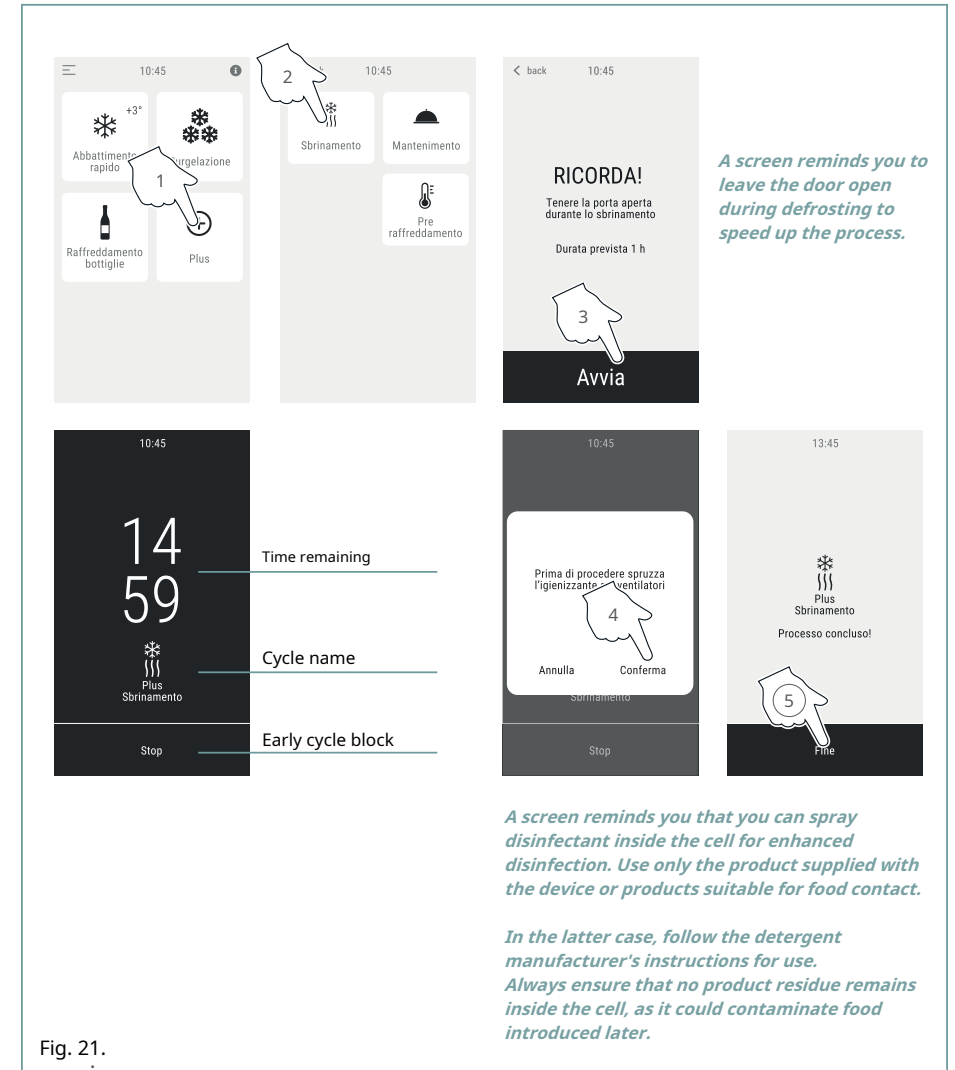 10:45
+3°
Abbattimento
rapido
Surgelazione
1
Raffreddamento
bottiglie
Plus
2
10:45
Sbrinamento
Mantenimento
Pre
raffreddamento
back
10:45
RICORDA!
Tenere la porta aperta
durante lo sbrinamento
Durata prevista 1 h
3
Avvia
A screen reminds you to
leave the door open
during defrosting to
speed up the process.
10:45
14
59
Plus
Sbrinamento
Stop
Time remaining
Cycle name
Early cycle block
10:45
Prima di procedere spruzza
l'igienizzante ventilatori
4
Annulla
Conferma
Sbrinamento
Stop
13:45
Plus
Sbrinamento
Processo concluso!
5
Fine
A screen reminds you that you can spray
disinfectant inside the cell for enhanced
disinfection. Use only the product supplied with
the device or products suitable for food contact.
In the latter case, follow the detergent
manufacturer's instructions for use.
Always ensure that no product residue remains
inside the cell, as it could contaminate food
introduced later.
Fig. 21.